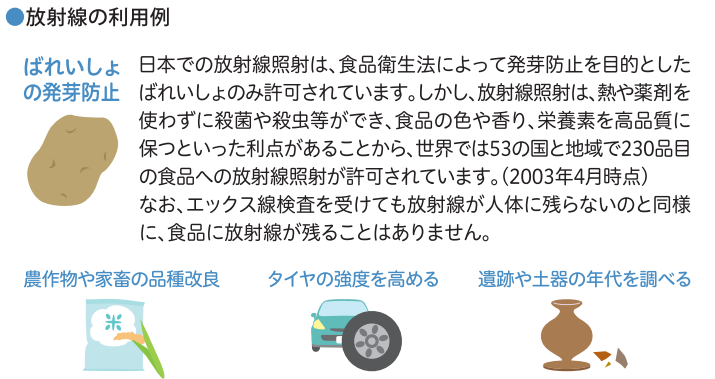 ●放射線の利用例
ばれいしょ
の発芽防止
日本での放射線照射は、食品衛生法によって発芽防止を目的とした
ばれいしょのみ許可されています。しかし、放射線照射は、熱や薬剤を
使わずに殺菌や殺虫等ができ、食品の色や香り、栄養素を高品質に
保つといった利点があることから、世界では53の国と地域で230品目
の食品への放射線照射が許可されています。（2003年4月時点）
なお、エックス線検査を受けても放射線が人体に残らないのと同様
に、食品に放射線が残ることはありません。
農作物や家畜の品種改良
タイヤの強度を高める
遺跡や土器の年代を調べる
米